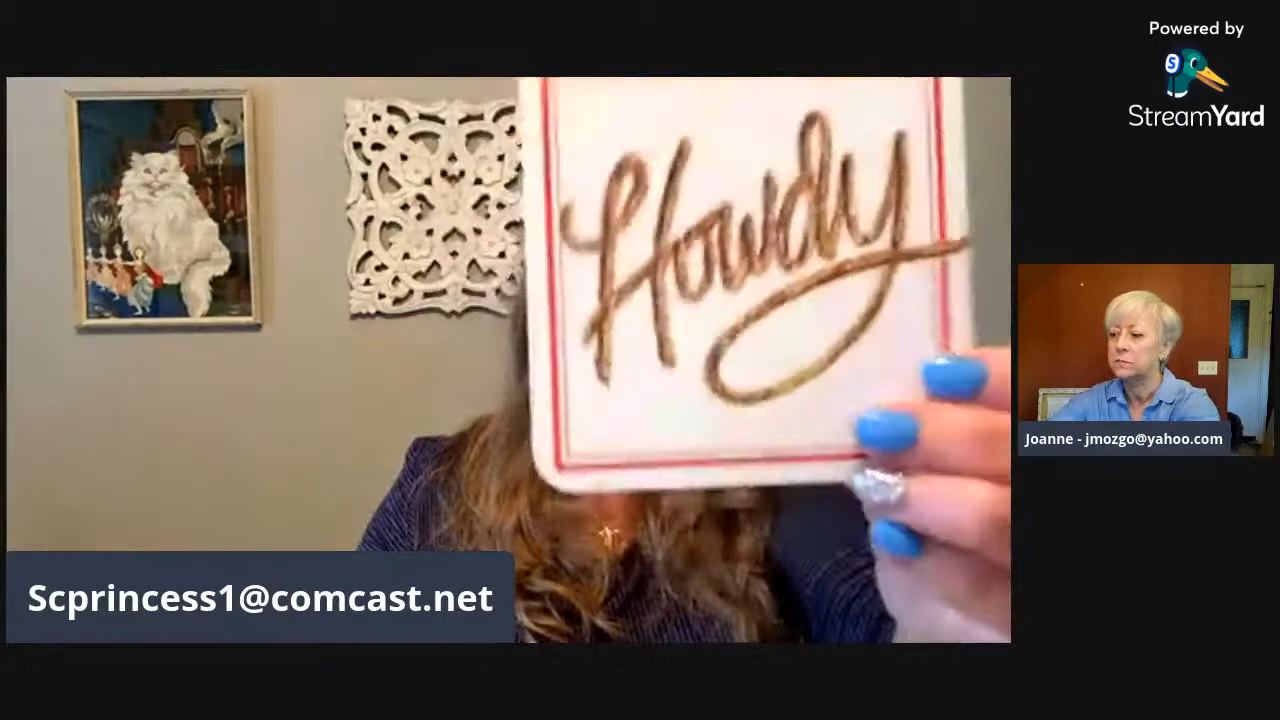 Powered by
S
StreamYard
Howdy
Joanne - jmozgo@yahoo.com
Scprincess1@comcast.net